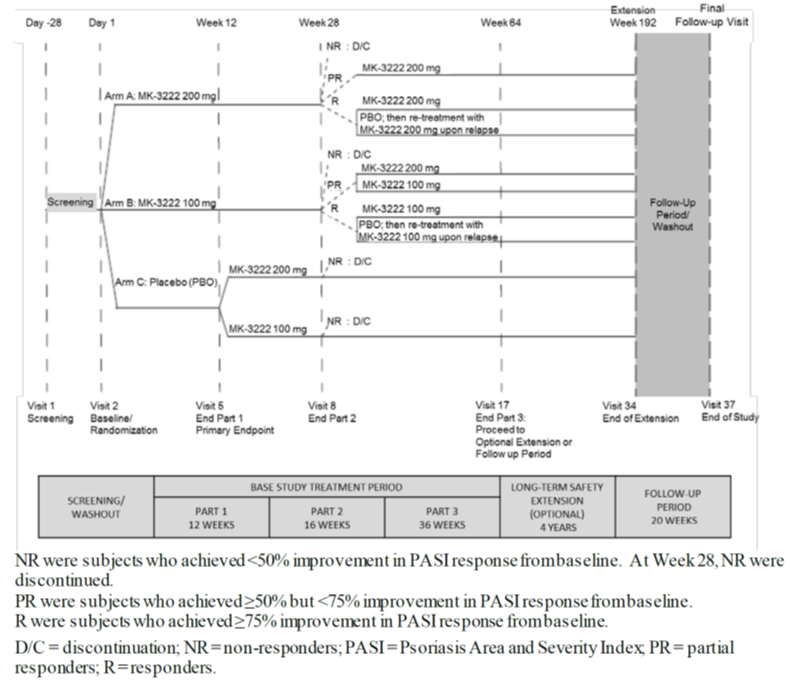 Day -28
Day 1
Week 12
Week 28
Week 64
Extension
Week 192
Final
Follow-up Visit
NR : D/C
PR
R
MK-3222 200 mg
Arm A: MK-3222 200 mg
MK-3222 200 mg
PBO; then re-treatment with
MK-3222 200 mg upon relapse
NR : D/C
PR
R
MK-3222 200 mg
MK-3222 100 mg
Screening
Arm B: MK-3222 100 mg
MK-3222 100 mg
PBO; then re-treatment with
MK-3222 100 mg upon relapse
Follow-Up
Period/
Washout
Arm C: Placebo (PBO)
MK-3222 200 mg
NR : D/C
MK-3222 100 mg
NR : D/C
Visit 1
Screening
Visit 2
Baseline/
Randomization
Visit 5
End Part 1
Primary Endpoint
Visit 8
End Part 2
Visit 17
End Part 3:
Proceed to
Optional Extension or
Follow up Period
Visit 34
End of Extension
Visit 37
End of Study
SCREENING/
WASHOUT
BASE STUDY TREATMENT PERIOD
PART 1
12 WEEKS
PART 2
16 WEEKS
PART 3
36 WEEKS
LONG-TERM SAFETY
EXTENSION
(OPTIONAL)
4 YEARS
FOLLOW-UP
PERIOD
20 WEEKS
NR were subjects who achieved <50% improvement in PASI response from baseline. At Week 28, NR were
discontinued.
PR were subjects who achieved ≥50% but <75% improvement in PASI response from baseline.
R were subjects who achieved ≥75% improvement in PASI response from baseline.
D/C = discontinuation; NR = non-responders; PASI = Psoriasis Area and Severity Index; PR = partial
responders; R = responders.